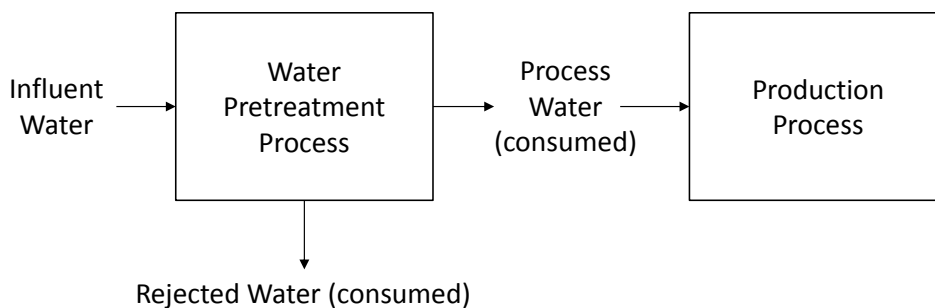 Influent
Water
Water
Pretreatment
Process
Process
Water
(consumed)
Production
Process
Rejected Water (consumed)